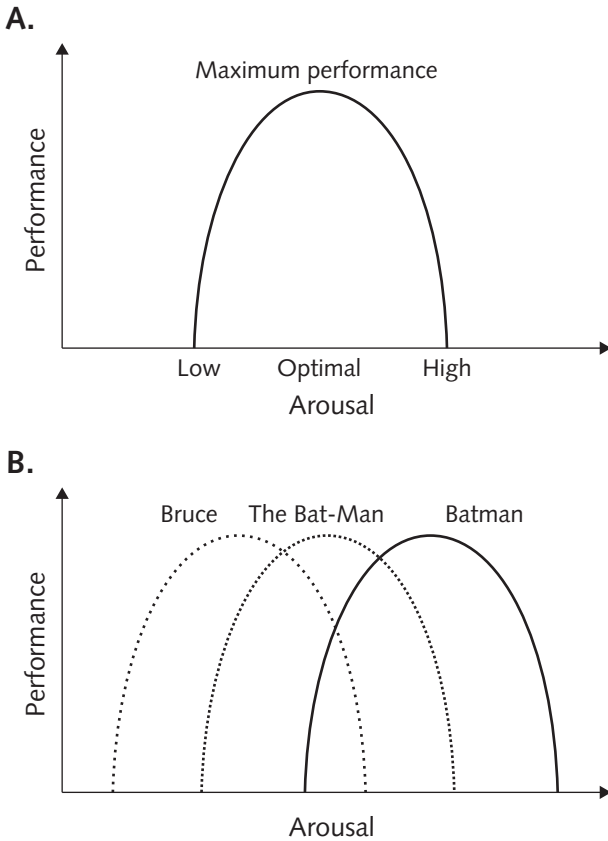 A.
Maximum performance
Performance
Low Optimal High
Arousal
B.
Bruce The Bat-Man Batman
Performance
Arousal